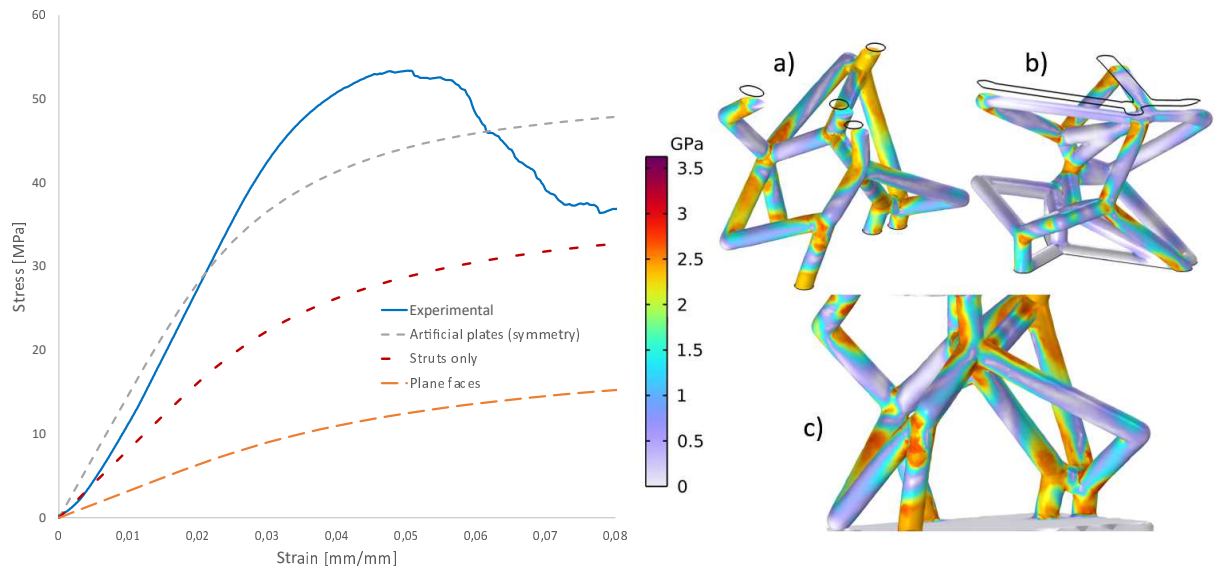 60
50
40
30
20
10
0
Stress [MPa]
0
0,01
0,02
0,03
0,04
0,05
0,06
0,07
0,08
Strain [mm/mm]
Experimental
Artificial plates (symmetry)
Struts only
Plane faces
GPa
3.5
3
2.5
2
1.5
1
0.5
0
a)
b)
c)